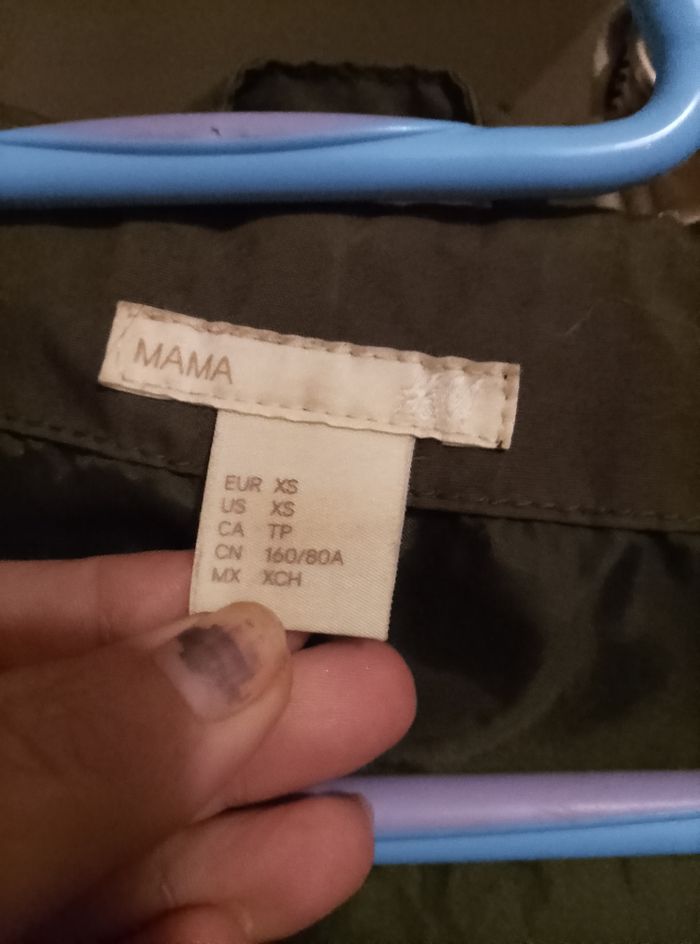 MAMA
EUR XS
US XS
CA TP
CN 160/80A
MX XCH